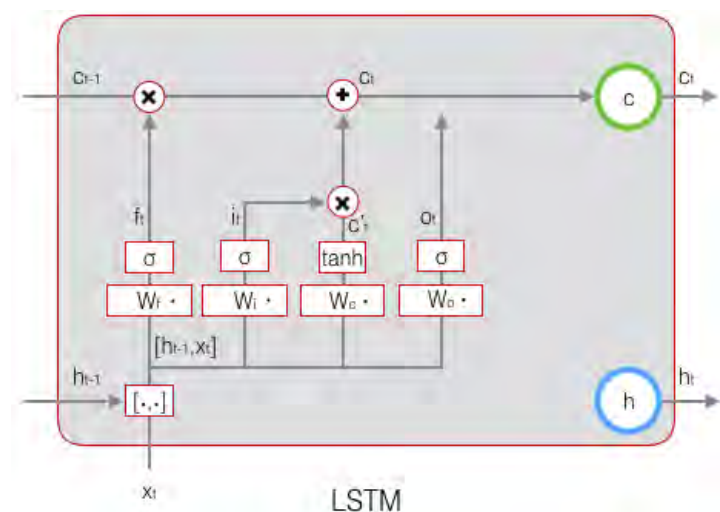 Ct-1 Ct c Ct
ft it c't ot
σ σ tanh σ
Wf · Wi · Wc · Wo ·
[ht-1,xt]
ht-1 [.,.] h ht
xt
LSTM